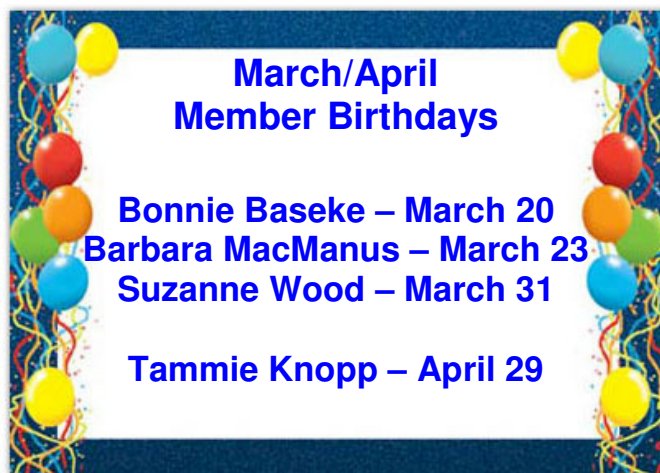 March/April
Member Birthdays
Bonnie Baseke – March 20
Barbara MacManus – March 23
Suzanne Wood – March 31
Tammie Knopp – April 29